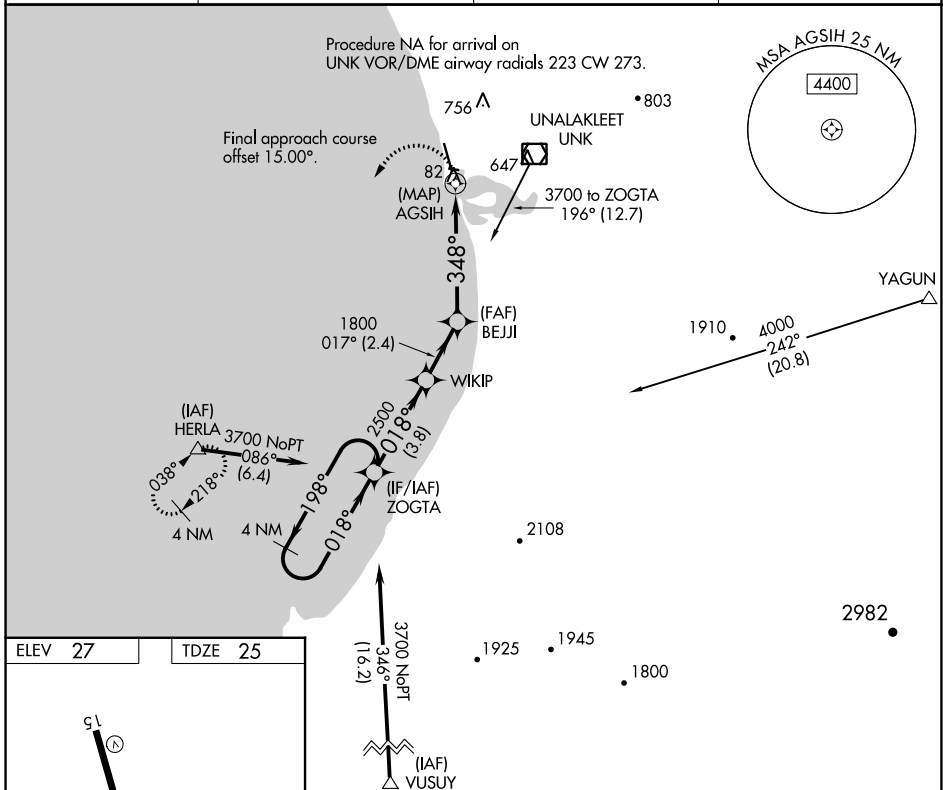 Procedure NA for arrival on
UNK VOR/DME airway radials 223 CW 273.
MSA AGSIH 25 NM
4400
756
803
UNALAKLEET
UNK
Final approach course
offset 15.00°.
82
647
(MAP)
AGSIH
3700 to ZOGTA
196° (12.7)
348°
YAGUN
(FAF)
BEJJI
1800
017° (2.4)
1910
4000
242°
(20.8)
WIKIP
2500
018°
(3.8)
(IAF)
HERLA
3700 NoPT
086°
(6.4)
038°
218°
4 NM
198°
018°
4 NM
(IF/IAF)
ZOGTA
2108
2982
3700 NoPT
346°
(16.2)
1925
1945
1800
ELEV 27
TDZE 25
15
V
(IAF)
VUSUY